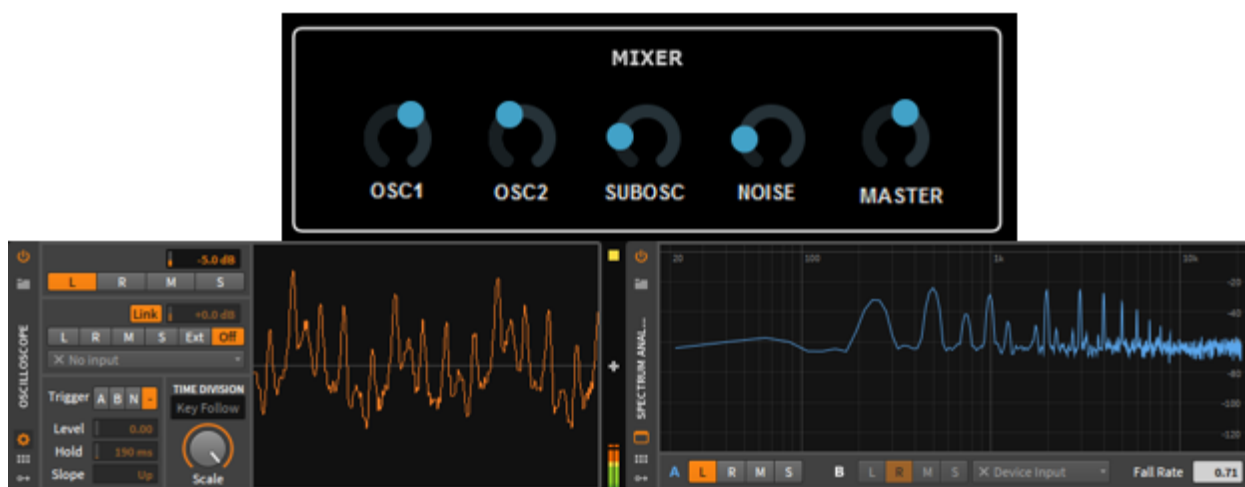 MIXER
OSC1 OSC2 SUBOSC NOISE MASTER
OSCILLOSCOPE
-5.0 dB
L R M S
Link +0.0 dB
L R M S Ext Off
✕ No input
Trigger A B N -
Level 0.00
Hold 190 ms
Slope Up
TIME DIVISION
Key Follow
Scale
SPECTRUM ANAL...
20 100 1k 10k
-20
-40
-60
-80
-100
-120
A L R M S B L R M S ✕ Device Input Fall Rate 0.71